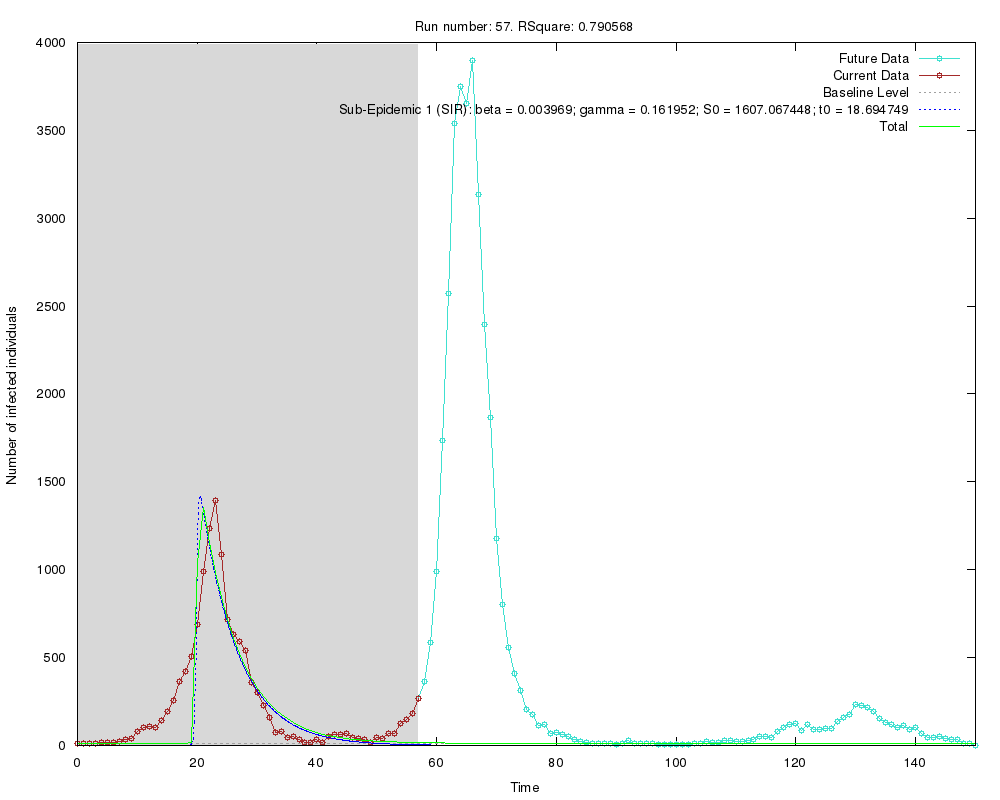 Run number: 57. RSquare: 0.790568
Future Data
Current Data
Baseline Level
Sub-Epidemic 1 (SIR): beta = 0.003969; gamma = 0.161952; S0 = 1607.067448; t0 = 18.694749
Total
4000
3500
3000
2500
2000
1500
1000
500
0
Number of infected individuals
0 20 40 60 80 100 120 140
Time